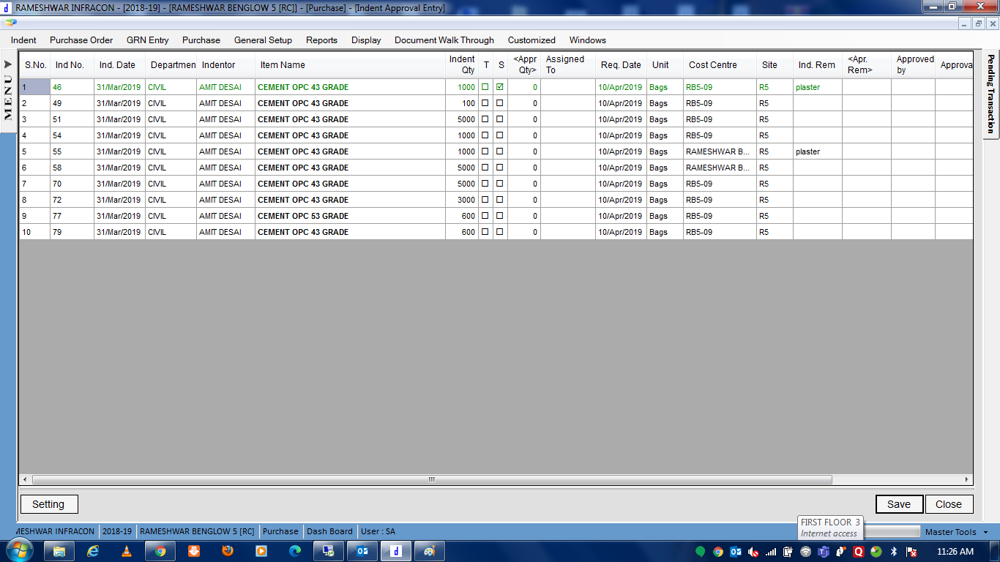 RAMESHWAR INFRACON - [2018-19] - [RAMESHWAR BENGLOW 5 [RC]] - [Purchase] - [Indent Approval Entry]
Indent Purchase Order GRN Entry Purchase General Setup Reports Display Document Walk Through Customized Windows
MENU
S.No. Ind No. Ind. Date Departmen Indentor Item Name Indent Qty T S <Appr Qty> Assigned To Req. Date Unit Cost Centre Site Ind. Rem <Apr. Rem> Approved by Approva
1 46 31/Mar/2019 CIVIL AMIT DESAI CEMENT OPC 43 GRADE 1000 0 10/Apr/2019 Bags RB5-09 R5 plaster
2 49 31/Mar/2019 CIVIL AMIT DESAI CEMENT OPC 43 GRADE 100 0 10/Apr/2019 Bags RB5-09 R5
3 51 31/Mar/2019 CIVIL AMIT DESAI CEMENT OPC 43 GRADE 5000 0 10/Apr/2019 Bags RB5-09 R5
4 54 31/Mar/2019 CIVIL AMIT DESAI CEMENT OPC 43 GRADE 1000 0 10/Apr/2019 Bags RB5-09 R5
5 55 31/Mar/2019 CIVIL AMIT DESAI CEMENT OPC 43 GRADE 1000 0 10/Apr/2019 Bags RAMESHWAR B... R5 plaster
6 58 31/Mar/2019 CIVIL AMIT DESAI CEMENT OPC 43 GRADE 5000 0 10/Apr/2019 Bags RAMESHWAR B... R5
7 70 31/Mar/2019 CIVIL AMIT DESAI CEMENT OPC 43 GRADE 5000 0 10/Apr/2019 Bags RB5-09 R5
8 72 31/Mar/2019 CIVIL AMIT DESAI CEMENT OPC 43 GRADE 3000 0 10/Apr/2019 Bags RB5-09 R5
9 77 31/Mar/2019 CIVIL AMIT DESAI CEMENT OPC 53 GRADE 600 0 10/Apr/2019 Bags RB5-09 R5
10 79 31/Mar/2019 CIVIL AMIT DESAI CEMENT OPC 43 GRADE 600 0 10/Apr/2019 Bags RB5-09 R5
Pending Transaction
Setting Save Close
MESHWAR INFRACON 2018-19 RAMESHWAR BENGLOW 5 [RC] Purchase Dash Board User : SA Master Tools
FIRST FLOOR 3
Internet access
11:26 AM